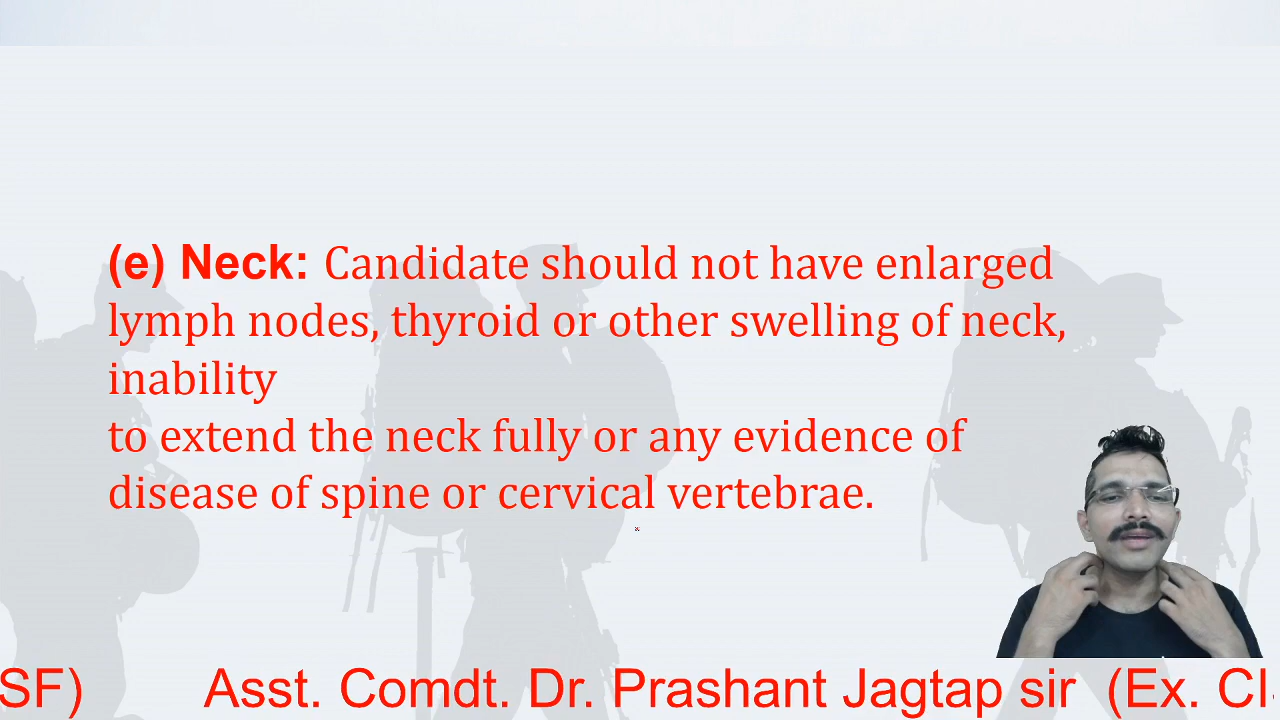 (e) Neck: Candidate should not have enlarged
lymph nodes, thyroid or other swelling of neck,
inability
to extend the neck fully or any evidence of
disease of spine or cervical vertebrae.
SF) Asst. Comdt. Dr. Prashant Jagtap sir (Ex. CIS